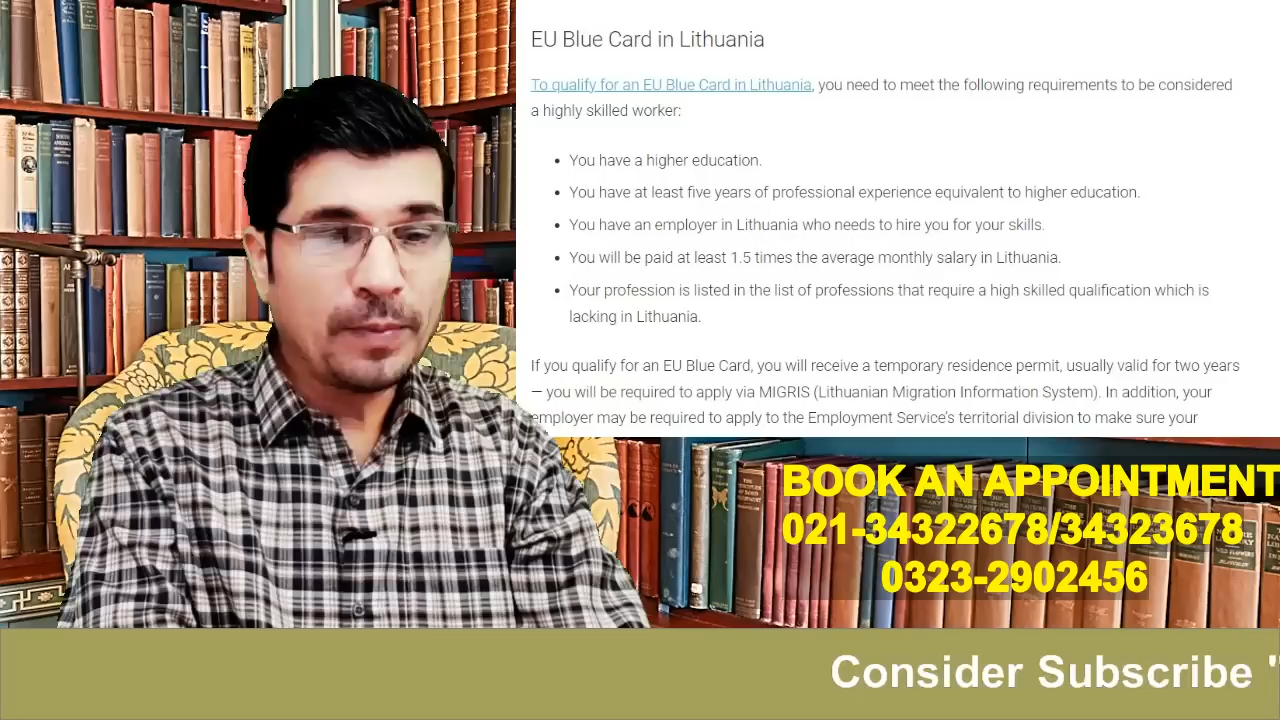 EU Blue Card in Lithuania
To qualify for an EU Blue Card in Lithuania, you need to meet the following requirements to be considered
a highly skilled worker:
• You have a higher education.
• You have at least five years of professional experience equivalent to higher education.
• You have an employer in Lithuania who needs to hire you for your skills.
• You will be paid at least 1.5 times the average monthly salary in Lithuania.
• Your profession is listed in the list of professions that require a high skilled qualification which is
lacking in Lithuania.
If you qualify for an EU Blue Card, you will receive a temporary residence permit, usually valid for two years
— you will be required to apply via MIGRIS (Lithuanian Migration Information System). In addition, your
employer may be required to apply to the Employment Service's territorial division to make sure your
BOOK AN APPOINTMENT
021-34322678/34323678
0323-2902456
Consider Subscribe "